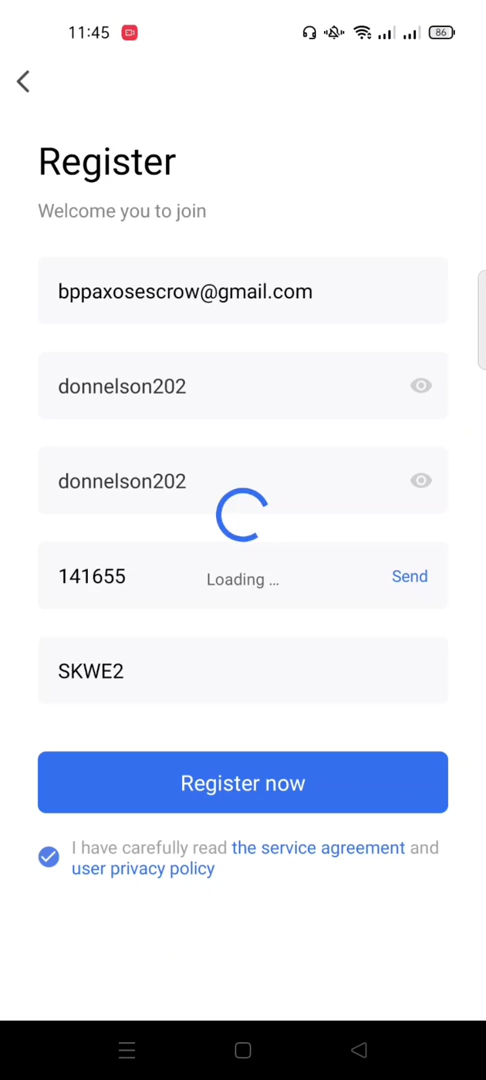 11:45
86
Register
Welcome you to join
bppaxosescrow@gmail.com
donnelson202
donnelson202
141655
Loading ...
Send
SKWE2
Register now
I have carefully read the service agreement and
user privacy policy